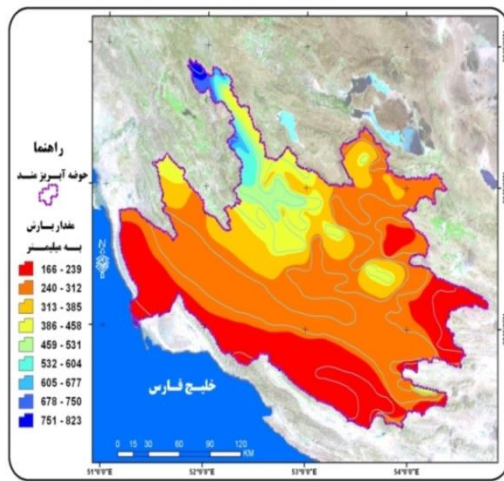 راهنما
حوضه آبریز مند
مقدار بارش
به میلیمتر
166 - 239
240 - 312
313 - 385
386 - 458
459 - 531
532 - 604
605 - 677
678 - 750
751 - 823
N
خلیج فارس
0 15 30 60 90 120
KM
51°0'0"E 52°0'0"E 53°0'0"E 54°0'0"E